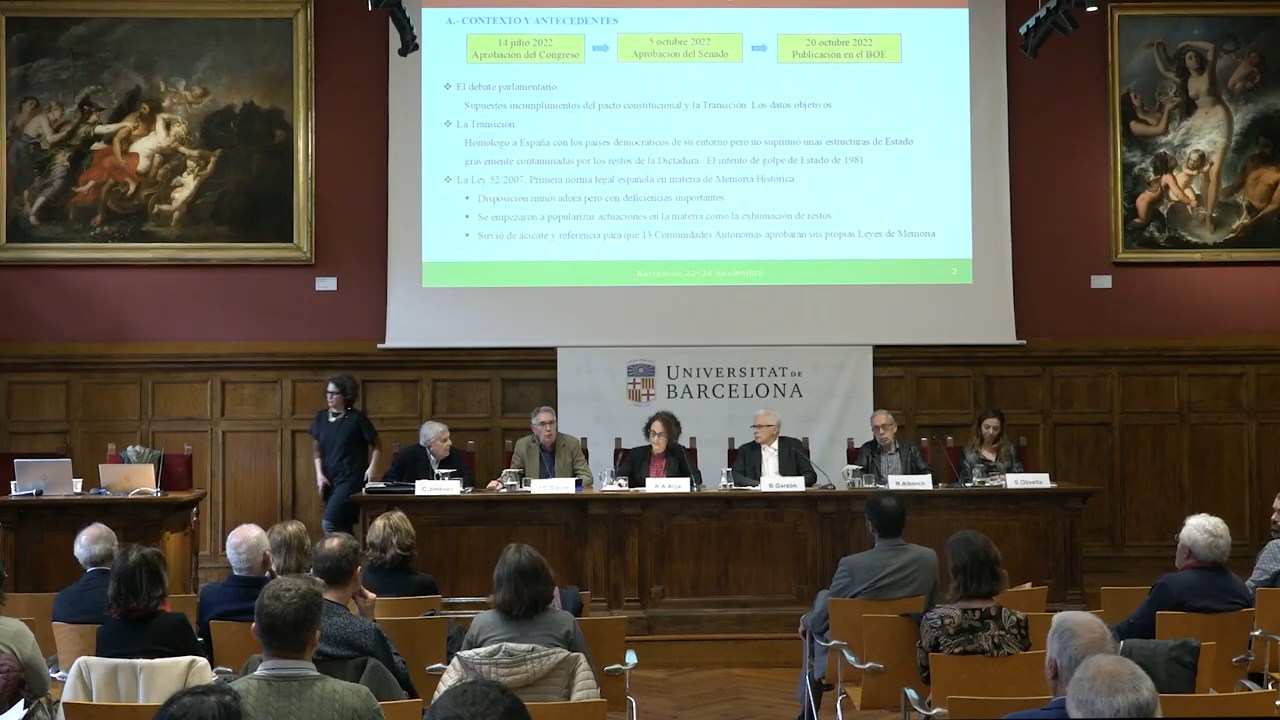 A.- CONTEXTO Y ANTECEDENTES
14 julio 2022
Aprobación del Congreso
5 octubre 2022
Aprobacion del Senado
20 octubre 2022
Publicación en el BOE
El debate parlamentario:
Supuestos incumplimientos del pacto constitucional y la Transición. Los datos objetivos
La Transición:
Homologó a España con los países democráticos de su entorno pero no suprimió unas estructuras de Estado
gravemente contaminadas por los restos de la Dictadura. El intento de golpe de Estado de 1981
La Ley 52/2007. Primera norma legal española en materia de Memoria Histórica
Disposición innovadora pero con deficiencias importantes
Se empezaron a popularizar actuaciones en la materia como la exhumación de restos
Sirvió de acicate y referencia para que 13 Comunidades Autónomas aprobaran sus propias Leyes de Memoria
Barcelona 22-24 noviembre
2
UNIVERSITAT DE
BARCELONA
C.Jiménez
B.Garzón
R.Alborch
S.Olivella